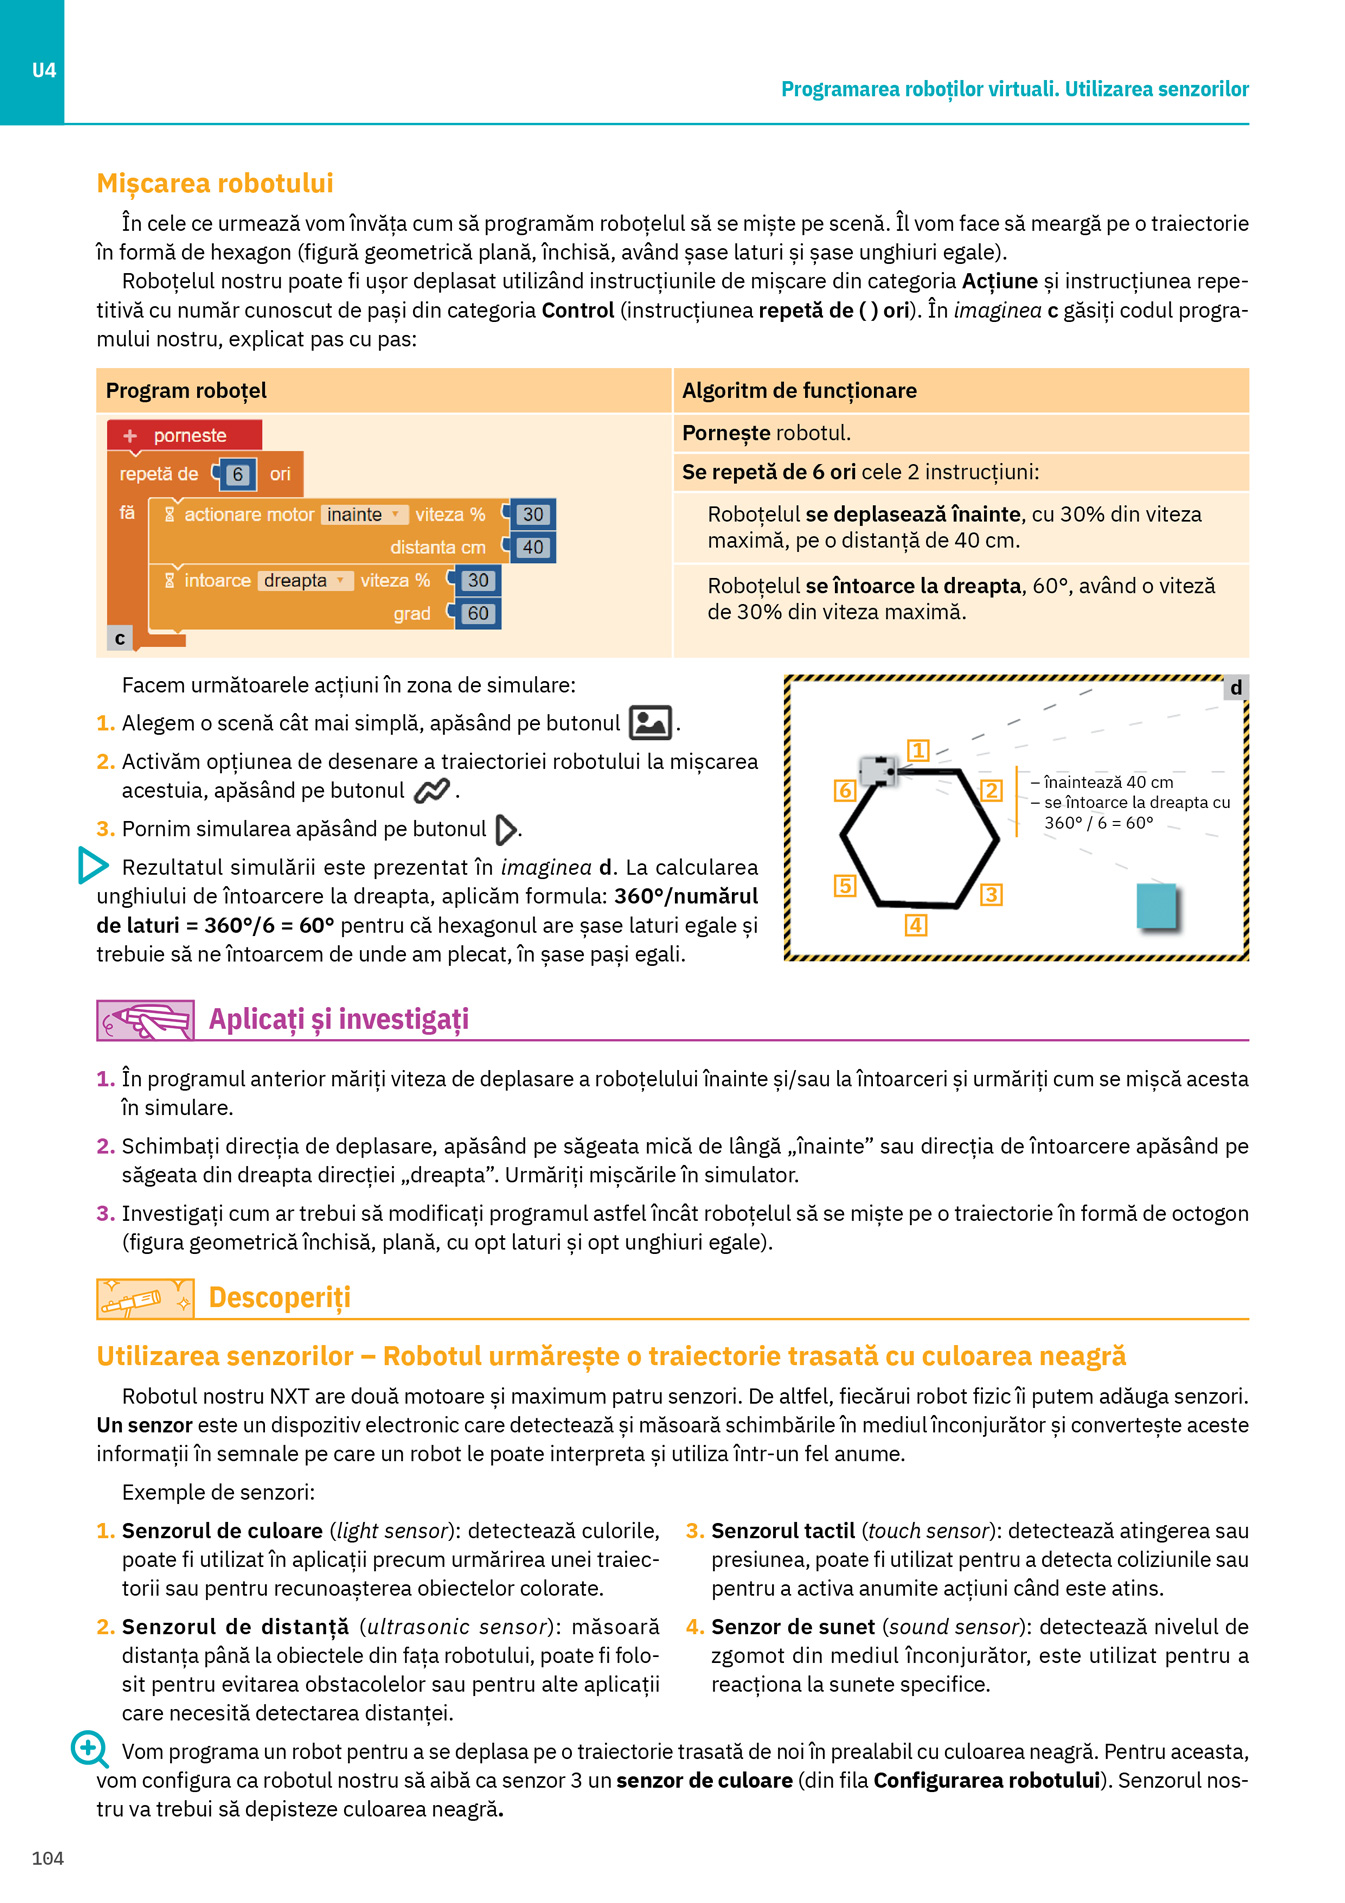 U4
Programarea roboților virtuali. Utilizarea senzorilor
Mișcarea robotului
În cele ce urmează vom învăța cum să programăm roboțelul să se miște pe scenă. Îl vom face să meargă pe o traiectorie
în formă de hexagon (figură geometrică plană, închisă, având șase laturi și șase unghiuri egale).
Roboțelul nostru poate fi ușor deplasat utilizând instrucțiunile de mișcare din categoria Acțiune și instrucțiunea repe-
titivă cu număr cunoscut de pași din categoria Control (instrucțiunea repetă de ( ) ori). În imaginea c găsiți codul progra-
mului nostru, explicat pas cu pas:
Program roboțel
+ porneste
repetă de 6 ori
fă actionare motor inainte viteza % 30
distanta cm 40
intoarce dreapta viteza % 30
grad 60
c
Algoritm de funcționare
Pornește robotul.
Se repetă de 6 ori cele 2 instrucțiuni:
Roboțelul se deplasează înainte, cu 30% din viteza
maximă, pe o distanță de 40 cm.
Roboțelul se întoarce la dreapta, 60°, având o viteză
de 30% din viteza maximă.
Facem următoarele acțiuni în zona de simulare:
1. Alegem o scenă cât mai simplă, apăsând pe butonul .
2. Activăm opțiunea de desenare a traiectoriei robotului la mișcarea
acestuia, apăsând pe butonul .
3. Pornim simularea apăsând pe butonul .
Rezultatul simulării este prezentat în imaginea d. La calcularea
unghiului de întoarcere la dreapta, aplicăm formula: 360°/numărul
de laturi = 360°/6 = 60° pentru că hexagonul are șase laturi egale și
trebuie să ne întoarcem de unde am plecat, în șase pași egali.
d
1
2
3
4
5
6
– înaintează 40 cm
– se întoarce la dreapta cu
360° / 6 = 60°
Aplicați și investigați
1. În programul anterior măriți viteza de deplasare a roboțelului înainte și/sau la întoarceri și urmăriți cum se mișcă acesta
în simulare.
2. Schimbați direcția de deplasare, apăsând pe săgeata mică de lângă „înainte” sau direcția de întoarcere apăsând pe
săgeata din dreapta direcției „dreapta”. Urmăriți mișcările în simulator.
3. Investigați cum ar trebui să modificați programul astfel încât roboțelul să se miște pe o traiectorie în formă de octogon
(figura geometrică închisă, plană, cu opt laturi și opt unghiuri egale).
Descoperiți
Utilizarea senzorilor – Robotul urmărește o traiectorie trasată cu culoarea neagră
Robotul nostru NXT are două motoare și maximum patru senzori. De altfel, fiecărui robot fizic îi putem adăuga senzori.
Un senzor este un dispozitiv electronic care detectează și măsoară schimbările în mediul înconjurător și convertește aceste
informații în semnale pe care un robot le poate interpreta și utiliza într-un fel anume.
Exemple de senzori:
1. Senzorul de culoare (light sensor): detectează culorile,
poate fi utilizat în aplicații precum urmărirea unei traiec-
torii sau pentru recunoașterea obiectelor colorate.
2. Senzorul de distanță (ultrasonic sensor): măsoară
distanța până la obiectele din fața robotului, poate fi folo-
sit pentru evitarea obstacolelor sau pentru alte aplicații
care necesită detectarea distanței.
3. Senzorul tactil (touch sensor): detectează atingerea sau
presiunea, poate fi utilizat pentru a detecta coliziunile sau
pentru a activa anumite acțiuni când este atins.
4. Senzor de sunet (sound sensor): detectează nivelul de
zgomot din mediul înconjurător, este utilizat pentru a
reacționa la sunete specifice.
Vom programa un robot pentru a se deplasa pe o traiectorie trasată de noi în prealabil cu culoarea neagră. Pentru aceasta,
vom configura ca robotul nostru să aibă ca senzor 3 un senzor de culoare (din fila Configurarea robotului). Senzorul nos-
tru va trebui să depisteze culoarea neagră.
104